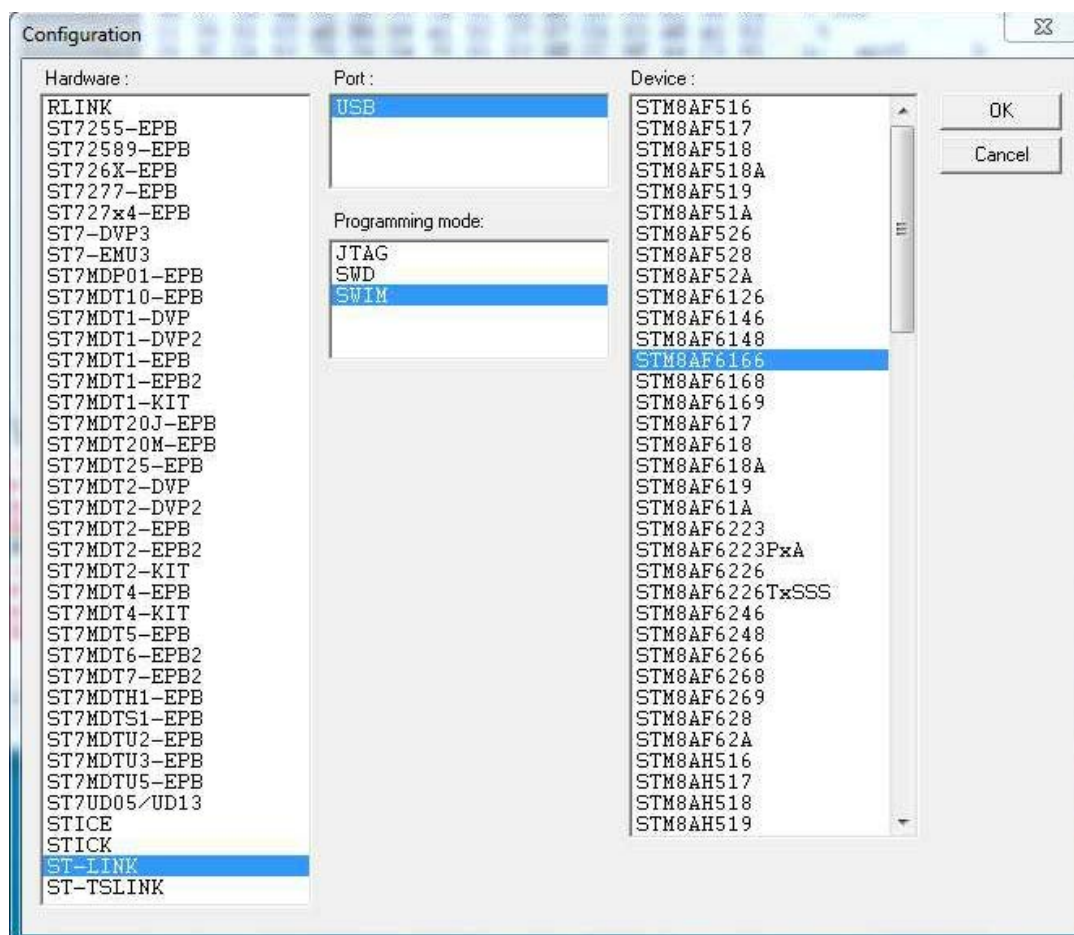 Configuration
Hardware :
RLINK
ST7255-EPB
ST72589-EPB
ST726X-EPB
ST7277-EPB
ST727x4-EPB
ST7-DVP3
ST7-EMU3
ST7MDP01-EPB
ST7MDT10-EPB
ST7MDT1-DVP
ST7MDT1-DVP2
ST7MDT1-EPB
ST7MDT1-EPB2
ST7MDT1-KIT
ST7MDT20J-EPB
ST7MDT20M-EPB
ST7MDT25-EPB
ST7MDT2-DVP
ST7MDT2-DVP2
ST7MDT2-EPB
ST7MDT2-EPB2
ST7MDT2-KIT
ST7MDT4-EPB
ST7MDT4-KIT
ST7MDT5-EPB
ST7MDT6-EPB2
ST7MDT7-EPB2
ST7MDTH1-EPB
ST7MDTS1-EPB
ST7MDTU2-EPB
ST7MDTU3-EPB
ST7MDTU5-EPB
ST7UD05/UD13
STICE
STICK
ST-LINK
ST-TSLINK
Port :
USB
Programming mode:
JTAG
SWD
SWIM
Device :
STM8AF516
STM8AF517
STM8AF518
STM8AF518A
STM8AF519
STM8AF51A
STM8AF526
STM8AF528
STM8AF52A
STM8AF6126
STM8AF6146
STM8AF6148
STM8AF6166
STM8AF6168
STM8AF6169
STM8AF617
STM8AF618
STM8AF618A
STM8AF619
STM8AF61A
STM8AF6223
STM8AF6223PxA
STM8AF6226
STM8AF6226TxSSS
STM8AF6246
STM8AF6248
STM8AF6266
STM8AF6268
STM8AF6269
STM8AF628
STM8AF62A
STM8AH516
STM8AH517
STM8AH518
STM8AH519
OK
Cancel